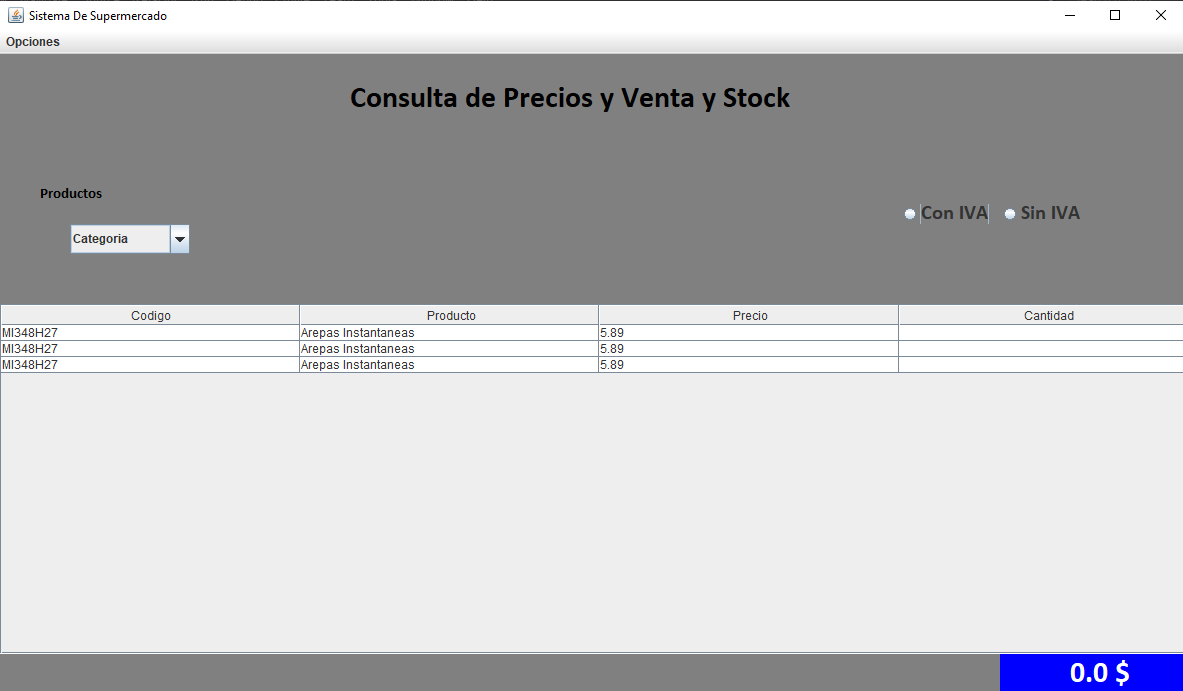 Sistema De Supermercado
Opciones
Consulta de Precios y Venta y Stock
Productos
Con IVA Sin IVA
Categoria
Codigo Producto Precio Cantidad
MI348H27 Arepas Instantaneas 5.89
MI348H27 Arepas Instantaneas 5.89
MI348H27 Arepas Instantaneas 5.89
0.0 $